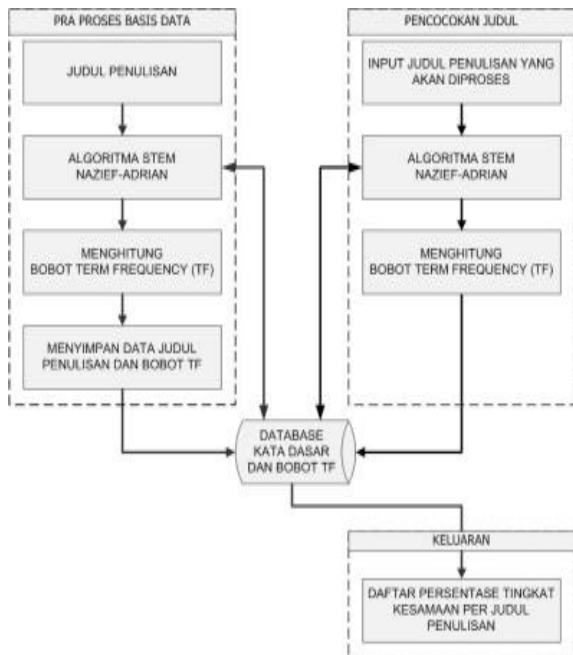 PRA PROSES BASIS DATA
JUDUL PENULISAN
ALGORITMA STEM
NAZIEF-ADRIAN
MENGHITUNG
BOBOT TERM FREQUENCY (TF)
MENYIMPAN DATA JUDUL
PENULISAN DAN BOBOT TF
PENCOCOKAN JUDUL
INPUT JUDUL PENULISAN YANG
AKAN DIPROSES
ALGORITMA STEM
NAZIEF-ADRIAN
MENGHITUNG
BOBOT TERM FREQUENCY (TF)
DATABASE
KATA DASAR
DAN BOBOT TF
KELUARAN
DAFTAR PERSENTASE TINGKAT
KESAMAAN PER JUDUL
PENULISAN